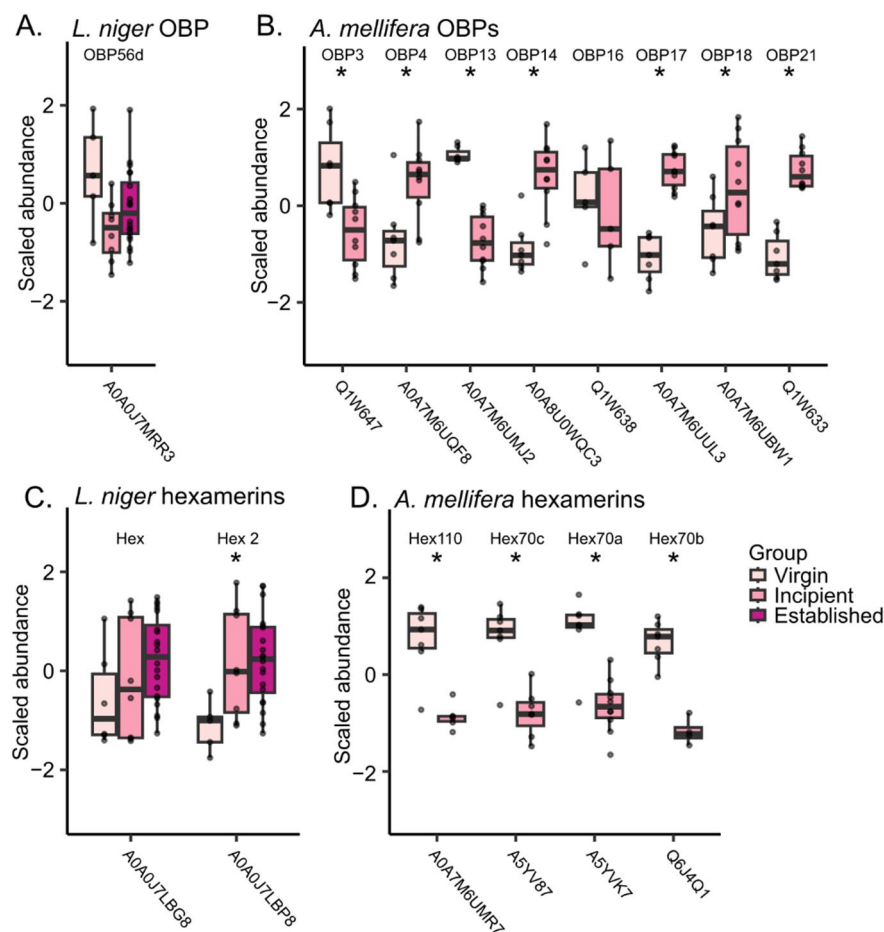 A. L. niger OBP
OBP56d
Scaled abundance
2
0
−2
A0A0J7MRR3
B. A. mellifera OBPs
OBP3 OBP4 OBP13 OBP14 OBP16 OBP17 OBP18 OBP21
* * * * * * *
Scaled abundance
2
0
−2
Q1W647 A0A7M6UQF8 A0A7M6UMJ2 A0A8U0WQC3 Q1W638 A0A7M6UUL3 A0A7M6UBW1 Q1W633
C. L. niger hexamerins
Hex Hex 2
*
Scaled abundance
2
0
−2
A0A0J7LBG8 A0A0J7LBP8
D. A. mellifera hexamerins
Hex110 Hex70c Hex70a Hex70b
* * * *
Scaled abundance
2
0
−2
A0A7M6UMR7 A5YV87 A5YVK7 Q6J4Q1
Group
Virgin
Incipient
Established